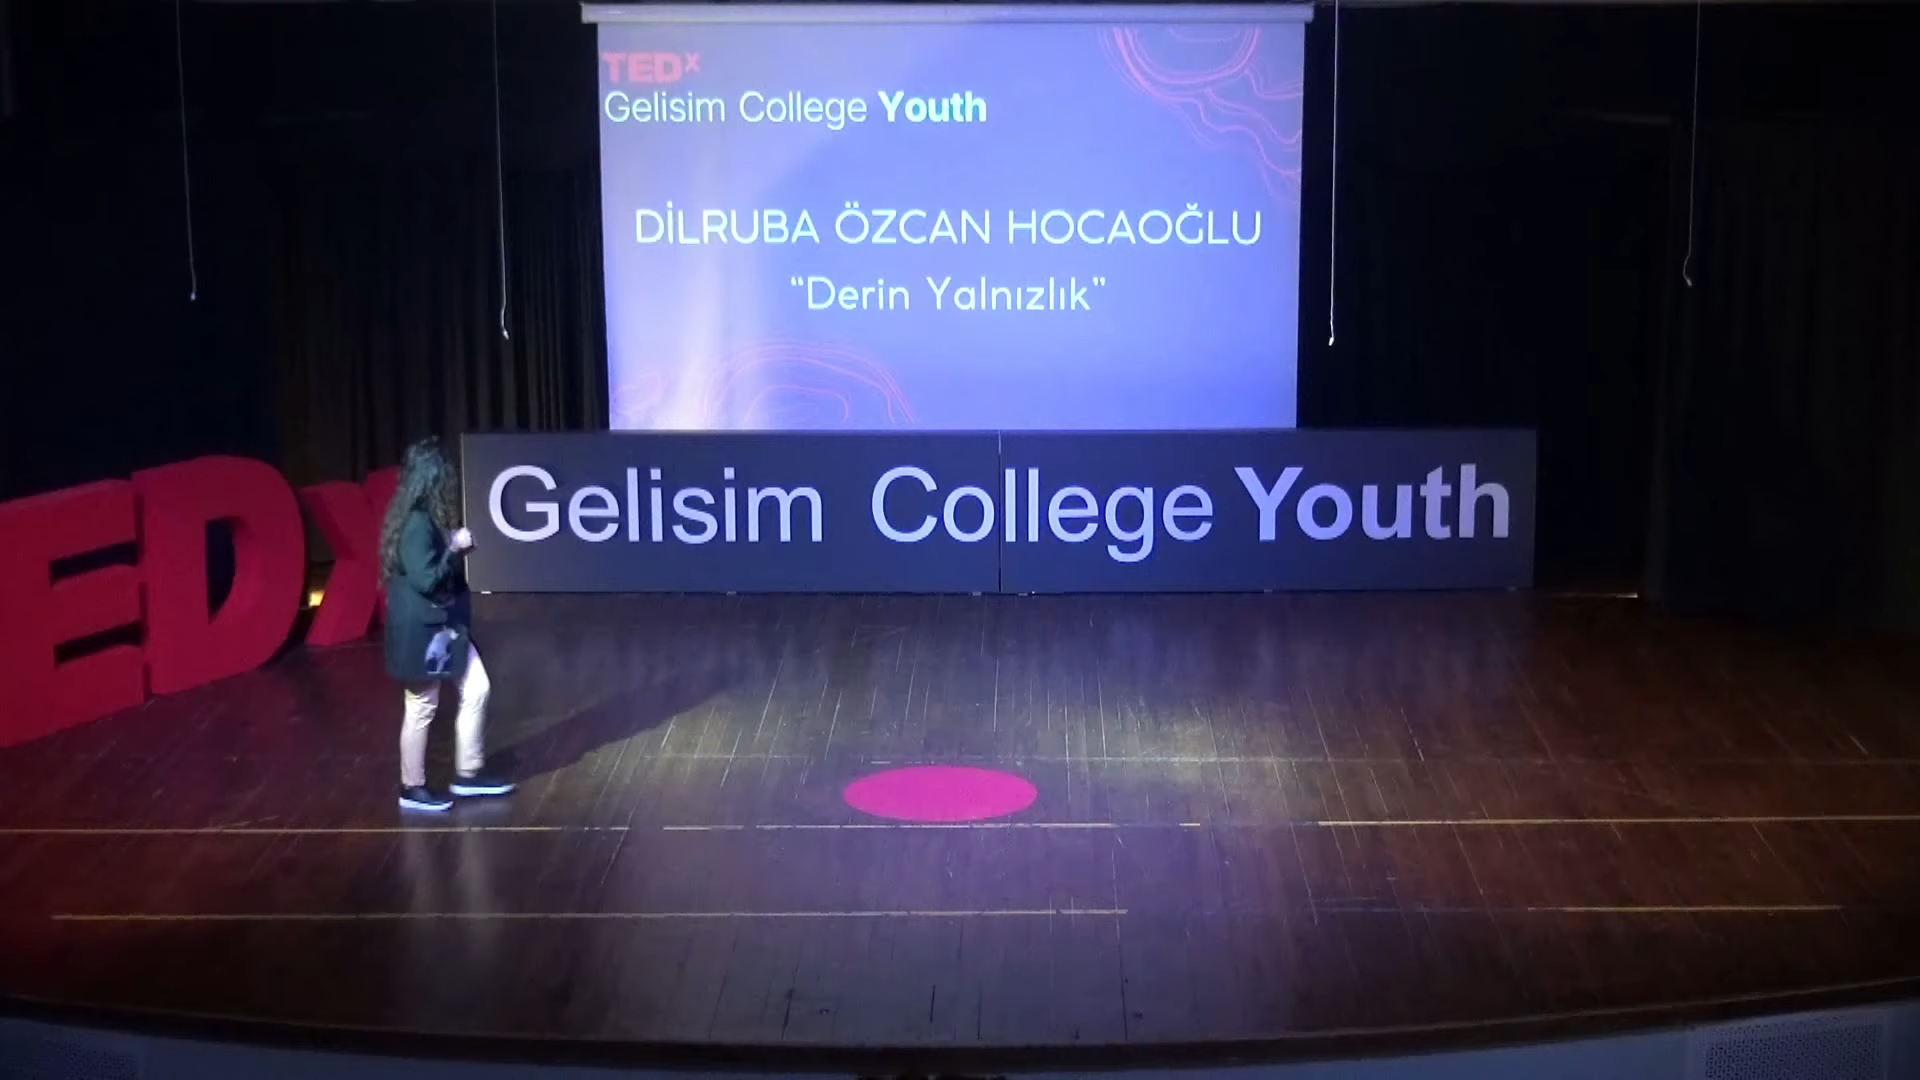 TEDx
Gelisim College Youth
DİLRUBA ÖZCAN HOCAOĞLU
“Derin Yalnızlık”
Gelisim College Youth
EDx